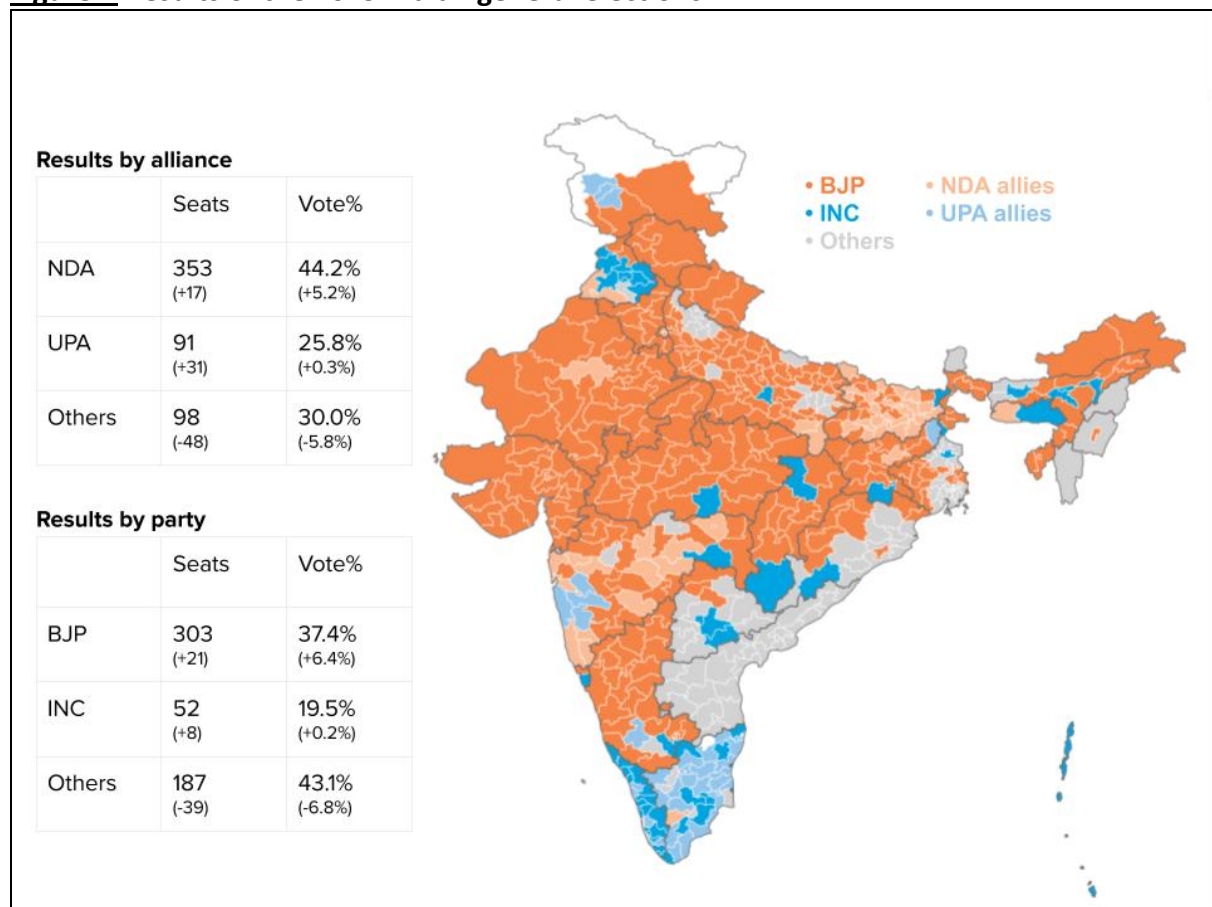 Results by alliance
Seats Vote%
NDA 353 44.2%
(+17) (+5.2%)
UPA 91 25.8%
(+31) (+0.3%)
Others 98 30.0%
(-48) (-5.8%)
Results by party
Seats Vote%
BJP 303 37.4%
(+21) (+6.4%)
INC 52 19.5%
(+8) (+0.2%)
Others 187 43.1%
(-39) (-6.8%)
• BJP • NDA allies
• INC • UPA allies
• Others